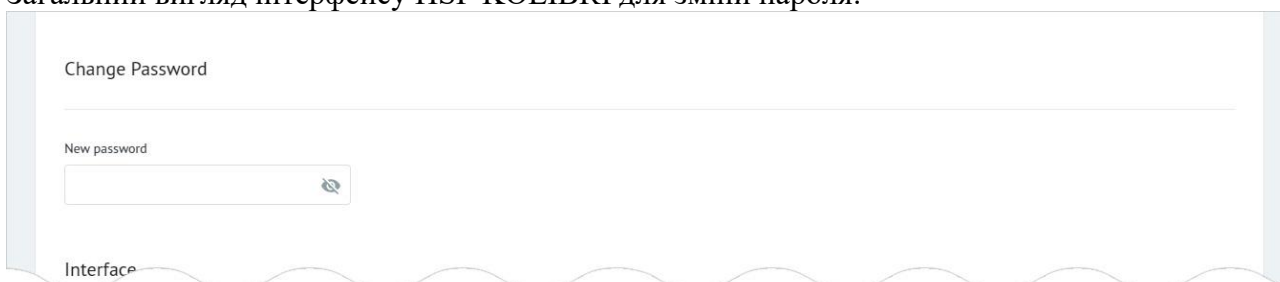 Загальний вигляд інтерфейсу HSP KOLIBRI для зміни пароля:
Change Password
New password
Interface